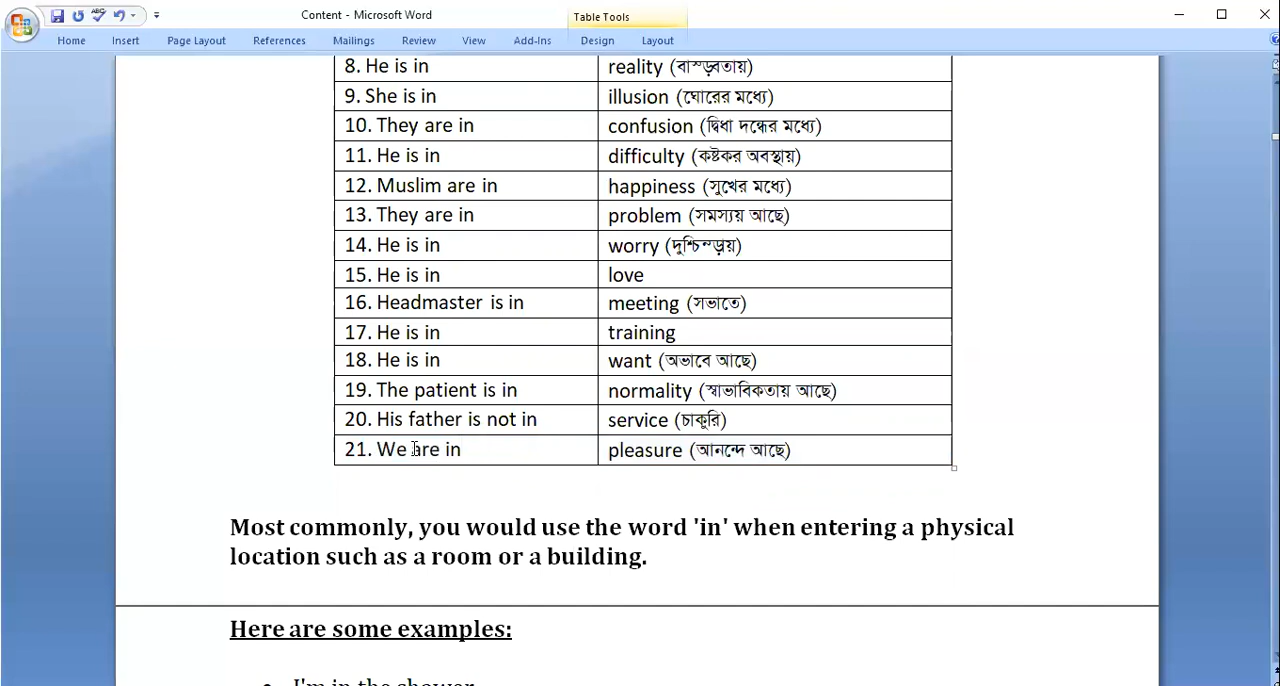 Content - Microsoft Word
Table Tools
Home Insert Page Layout References Mailings Review View Add-Ins Design Layout
8. He is in reality (বাস্ড়বতায়)
9. She is in illusion (ঘোরের মধ্যে)
10. They are in confusion (দ্বিধা দন্ধের মধ্যে)
11. He is in difficulty (কষ্টকর অবস্থায়)
12. Muslim are in happiness (সুখের মধ্যে)
13. They are in problem (সমস্যয় আছে)
14. He is in worry (দুশ্চিন্ড়ায়)
15. He is in love
16. Headmaster is in meeting (সভাতে)
17. He is in training
18. He is in want (অভাবে আছে)
19. The patient is in normality (স্বাভাবিকতায় আছে)
20. His father is not in service (চাকুরি)
21. We are in pleasure (আনন্দে আছে)
Most commonly, you would use the word 'in' when entering a physical
location such as a room or a building.
Here are some examples:
• I'm in the shower